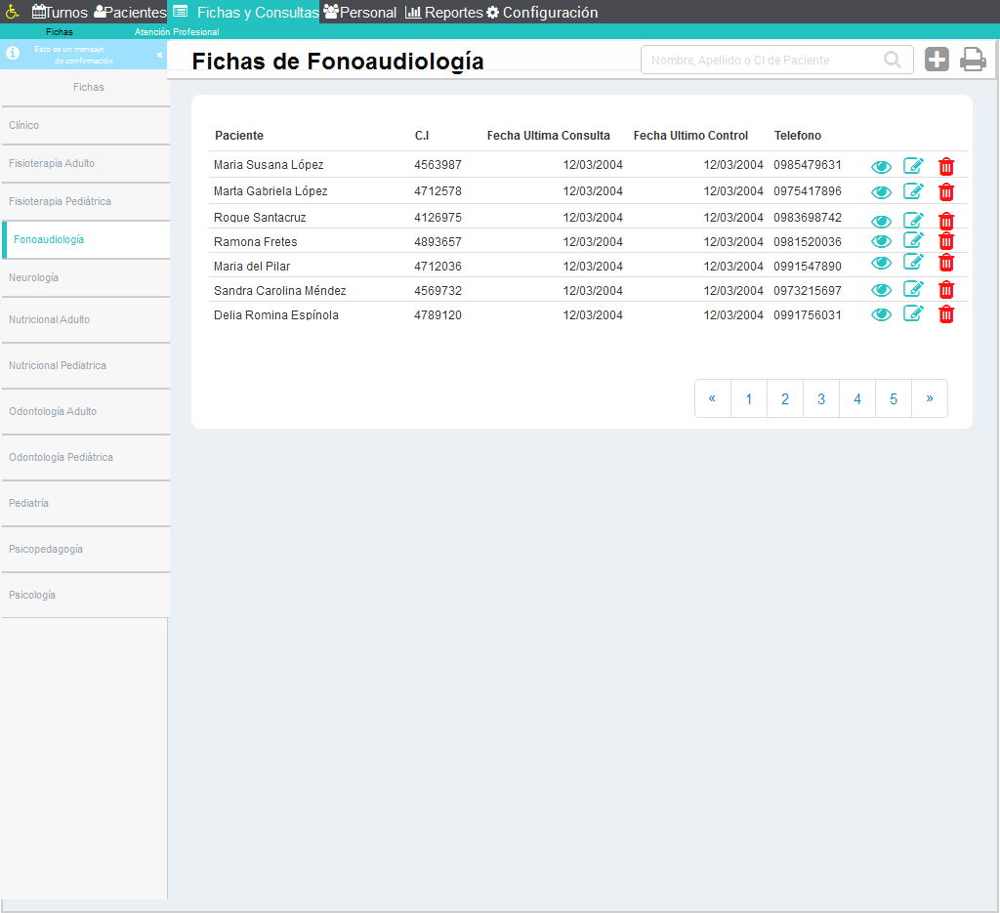 Turnos Pacientes Fichas y Consultas Personal Reportes Configuración
Fichas Atención Profesional
Esto es un mensaje
de confirmación ×
Fichas de Fonoaudiología
Nombre, Apellido o CI de Paciente
Fichas
Clínico
Fisioterapia Adulto
Fisioterapia Pediátrica
Fonoaudiología
Neurología
Nutricional Adulto
Nutricional Pediatrica
Odontología Adulto
Odontología Pediátrica
Pediatría
Psicopedagogía
Psicología
Paciente C.I Fecha Ultima Consulta Fecha Ultimo Control Telefono
Maria Susana López 4563987 12/03/2004 12/03/2004 0985479631
Marta Gabriela López 4712578 12/03/2004 12/03/2004 0975417896
Roque Santacruz 4126975 12/03/2004 12/03/2004 0983698742
Ramona Fretes 4893657 12/03/2004 12/03/2004 0981520036
Maria del Pilar 4712036 12/03/2004 12/03/2004 0991547890
Sandra Carolina Méndez 4569732 12/03/2004 12/03/2004 0973215697
Delia Romina Espínola 4789120 12/03/2004 12/03/2004 0991756031
« 1 2 3 4 5 »